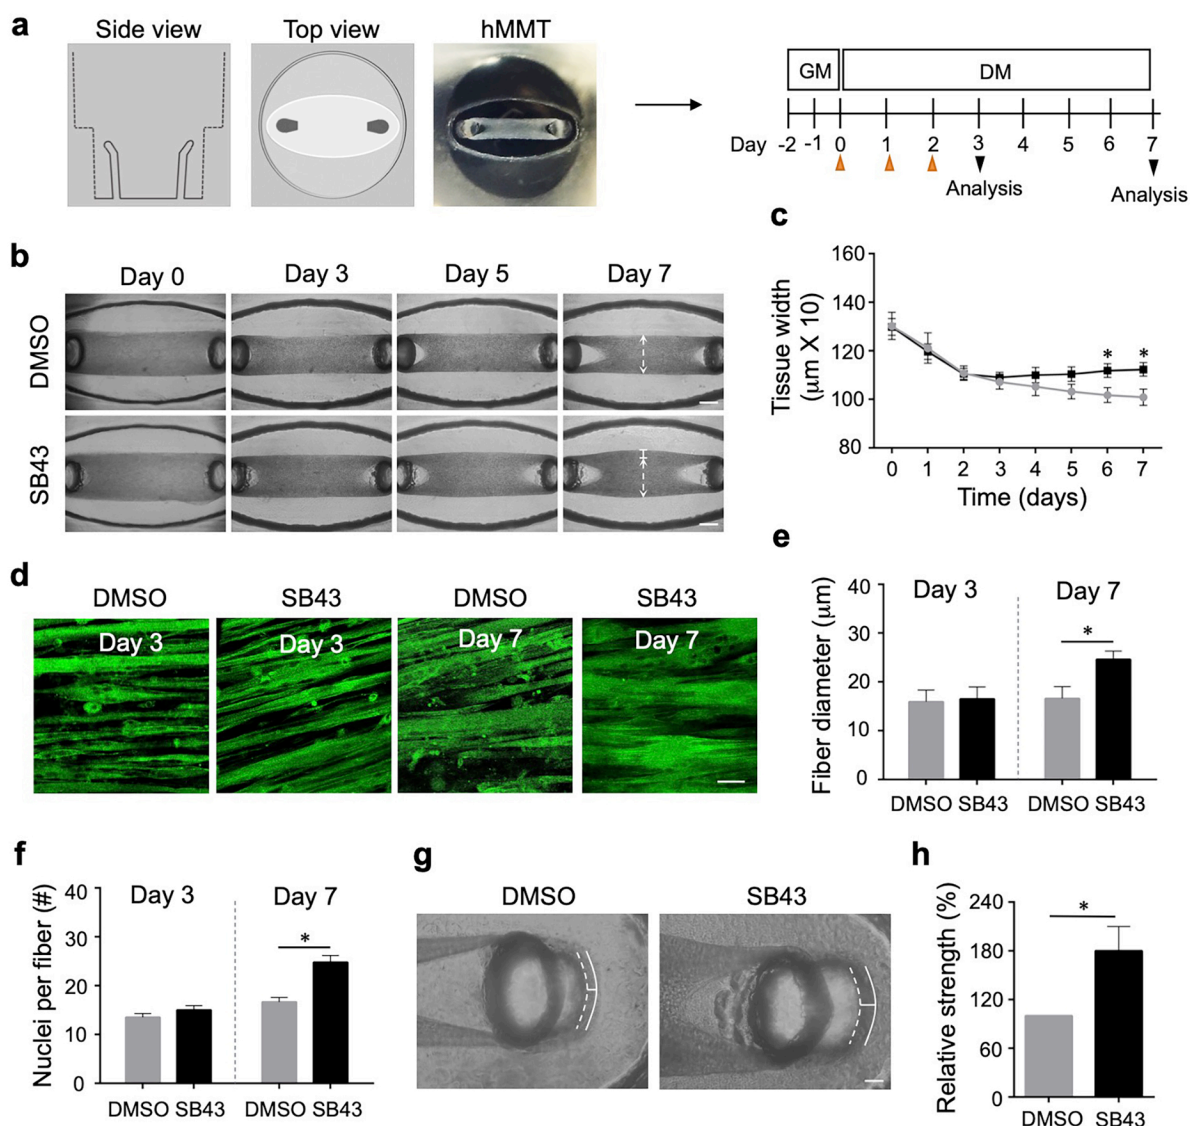 a
Side view Top view hMMT
GM DM
Day -2 -1 0 1 2 3 4 5 6 7
Analysis
Analysis
b
Day 0 Day 3 Day 5 Day 7
DMSO
SB43
c
Tissue width
(μm X 10)
160
140
120
100
80
* *
0 1 2 3 4 5 6 7
Time (days)
d
DMSO SB43 DMSO SB43
Day 3 Day 3 Day 7 Day 7
e
Fiber diameter (μm)
40
30
20
10
0
Day 3 Day 7
*
DMSO SB43 DMSO SB43
f
Nuclei per fiber (#)
40
30
20
10
0
Day 3 Day 7
*
DMSO SB43 DMSO SB43
g
DMSO SB43
h
Relative strength (%)
240
180
120
60
0
*
DMSO SB43